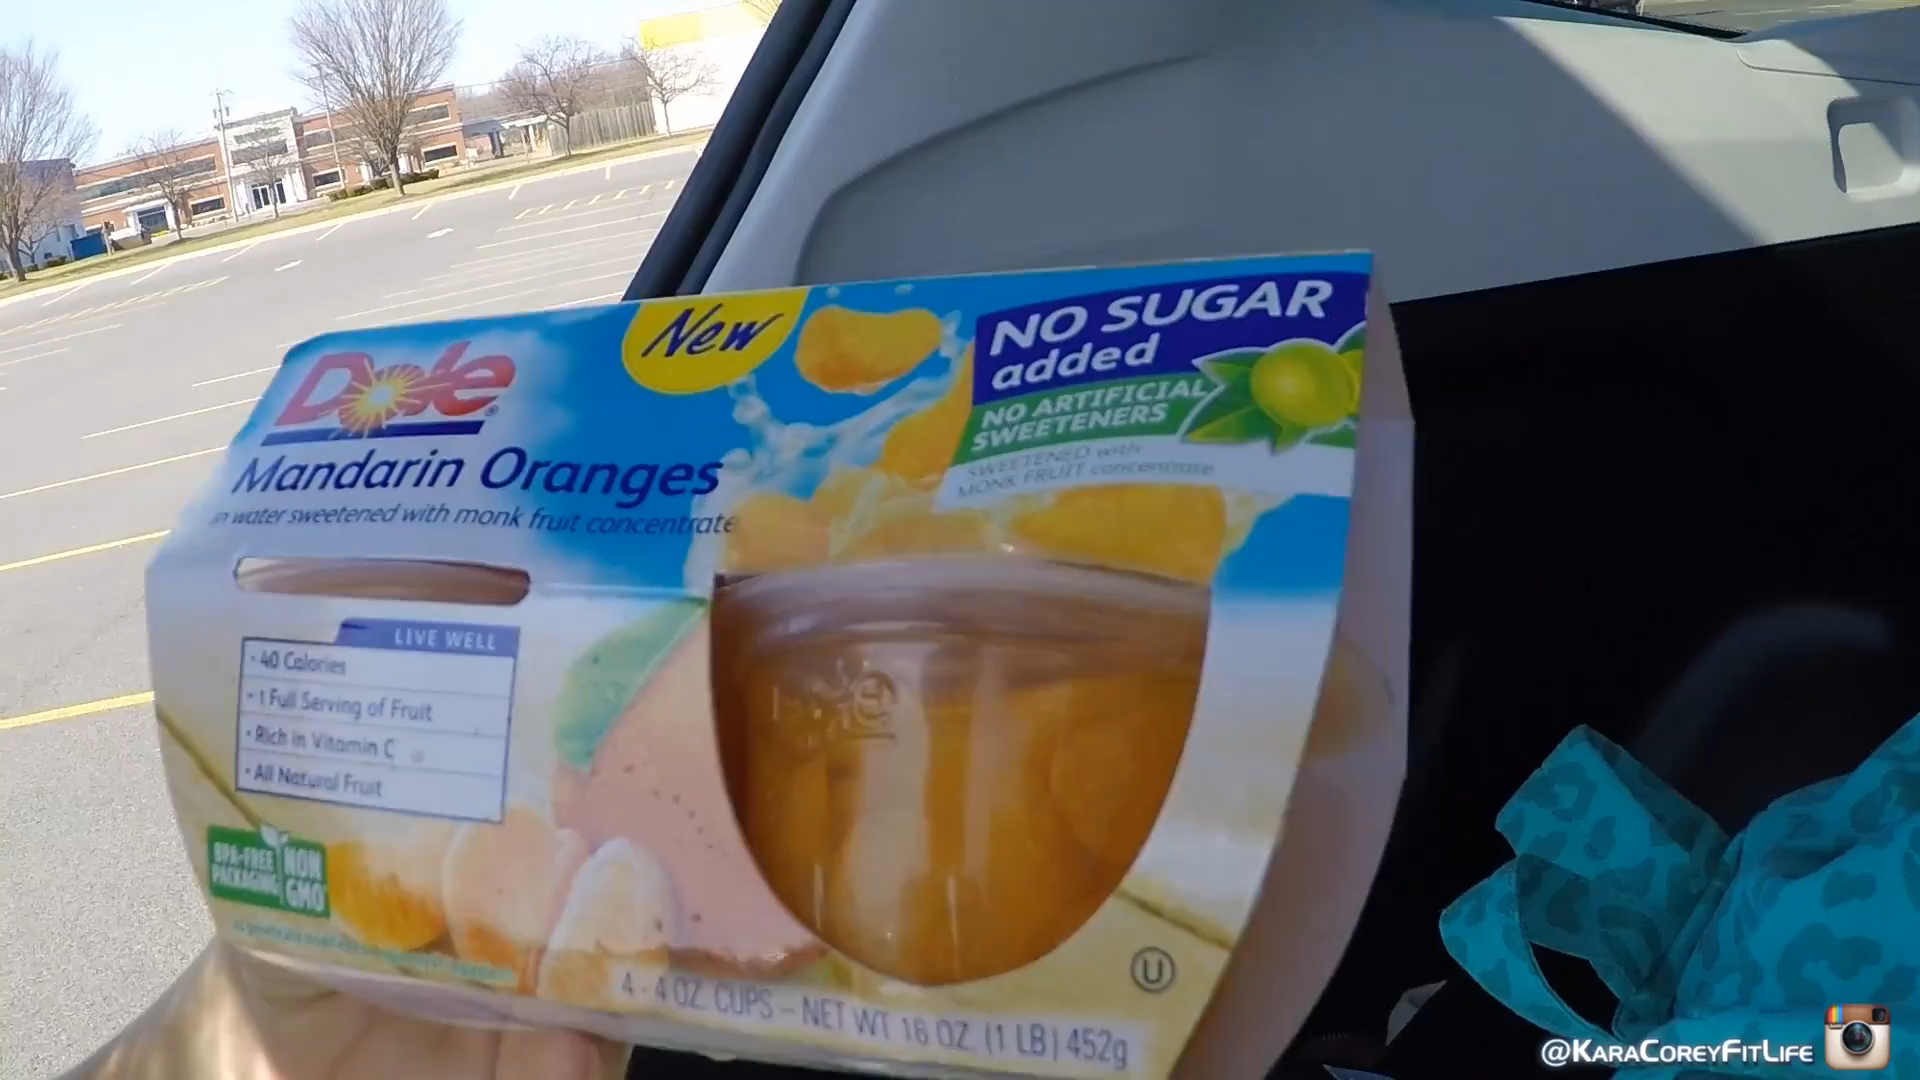 New
Dole
NO SUGAR
added
NO ARTIFICIAL
SWEETENERS
SWEETENED with
MONK FRUIT concentrate
Mandarin Oranges
in water sweetened with monk fruit concentrate
LIVE WELL
• 40 Calories
• 1 Full Serving of Fruit
• Rich in Vitamin C
• All Natural Fruit
Dole
BPA-FREE
PACKAGING
NON
GMO
4 - 4 OZ. CUPS – NET WT 16 OZ. (1 LB) 452g
U
@KARACOREYFITLIFE